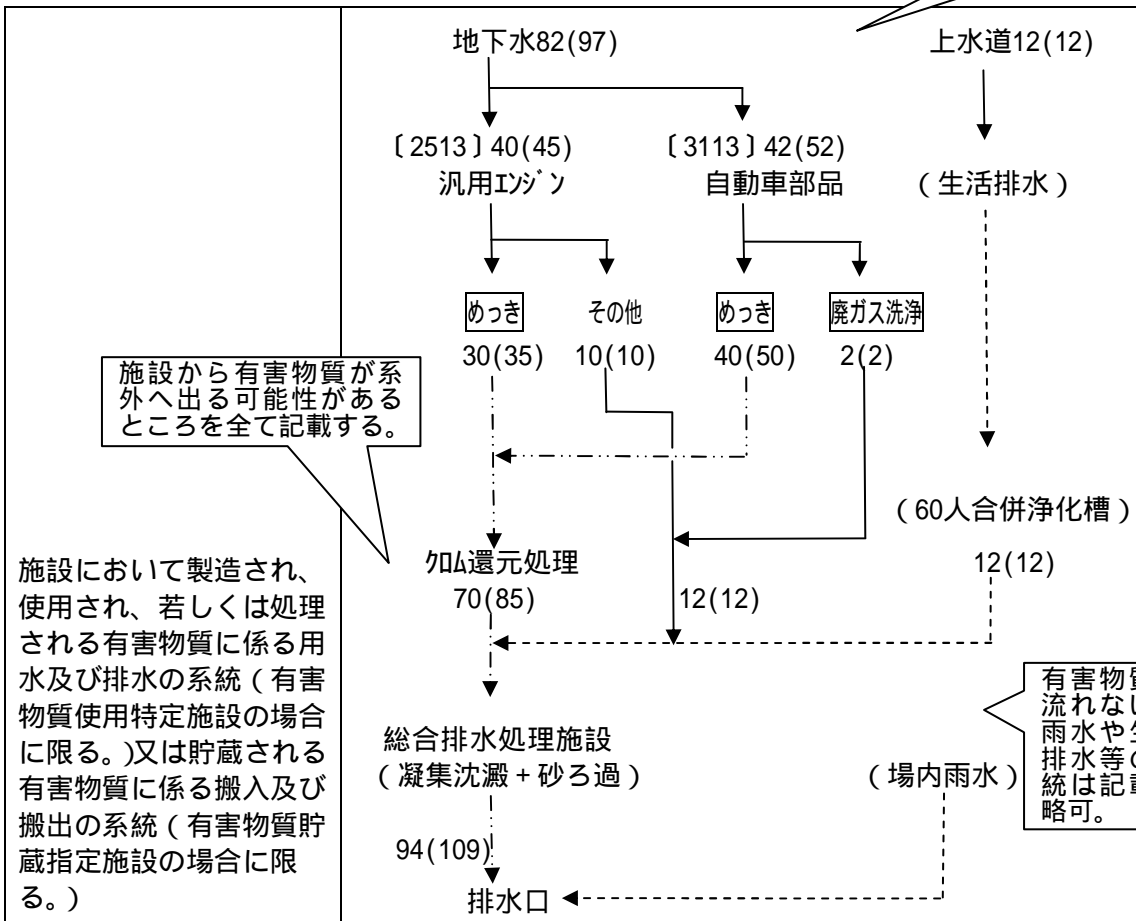 地下水82(97)
上水道12(12)
〔2513〕40(45)
〔3113〕42(52)
汎用ｴﾝｼﾞﾝ
自動車部品
(生活排水)
めっき
その他
めっき
廃ガス洗浄
30(35)
10(10)
40(50)
2(2)
施設から有害物質が系
外へ出る可能性がある
ところを全て記載する。
(60人合併浄化槽)
12(12)
ｸﾛﾑ還元処理
70(85)
12(12)
施設において製造され、
使用され、若しくは処理
される有害物質に係る用
水及び排水の系統(有害
物質使用特定施設の場合
に限る。)又は貯蔵される
有害物質に係る搬入及び
搬出の系統(有害物質貯
蔵指定施設の場合に限
る。)
有害物質
流れない
雨水や
排水等の
統は記
略可。
総合排水処理施設
(凝集沈澱+砂ろ過)
(場内雨水)
94(109)
排水口